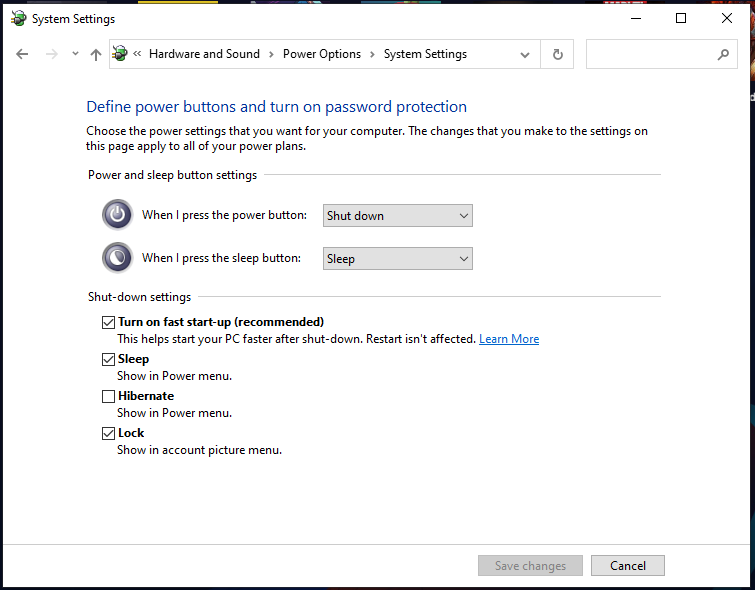 System Settings
« Hardware and Sound > Power Options > System Settings
Define power buttons and turn on password protection
Choose the power settings that you want for your computer. The changes that you make to the settings on
this page apply to all of your power plans.
Power and sleep button settings
When I press the power button: Shut down
When I press the sleep button: Sleep
Shut-down settings
Turn on fast start-up (recommended)
This helps start your PC faster after shut-down. Restart isn't affected. Learn More
Sleep
Show in Power menu.
Hibernate
Show in Power menu.
Lock
Show in account picture menu.
Save changes Cancel